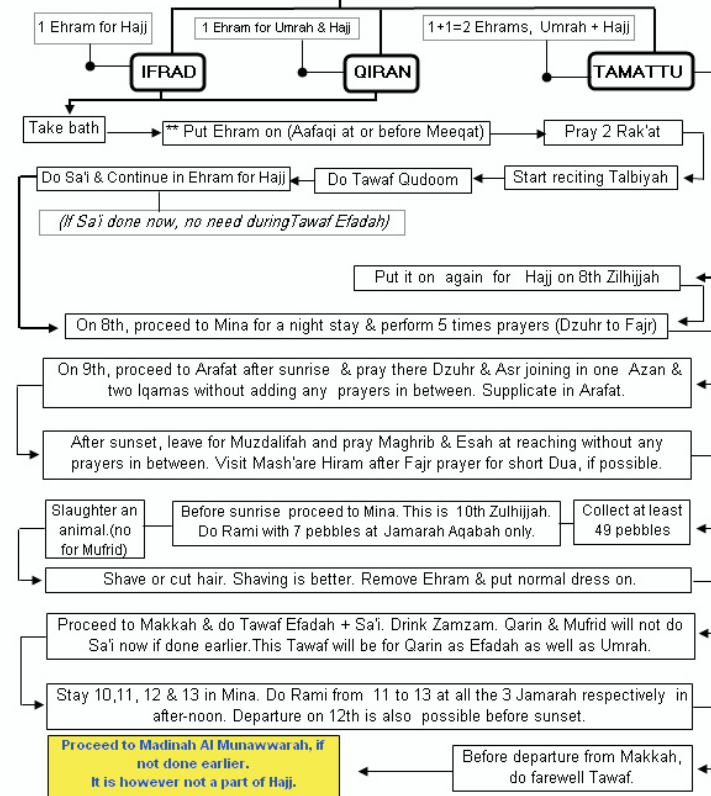 1 Ehram for Hajj
1 Ehram for Umrah & Hajj
1+1=2 Ehrams, Umrah + Hajj
IFRAD
QIRAN
TAMATTU
Take bath
** Put Ehram on (Aafaqi at or before Meeqat)
Pray 2 Rak'at
Do Sa'i & Continue in Ehram for Hajj
Do Tawaf Qudoom
Start reciting Talbiyah
(If Sa'i done now, no need duringTawaf Efadah)
Put it on again for Hajj on 8th Zilhijjah
On 8th, proceed to Mina for a night stay & perform 5 times prayers (Dzuhr to Fajr)
On 9th, proceed to Arafat after sunrise & pray there Dzuhr & Asr joining in one Azan &
two Iqamas without adding any prayers in between. Supplicate in Arafat.
After sunset, leave for Muzdalifah and pray Maghrib & Esah at reaching without any
prayers in between. Visit Mash'are Hiram after Fajr prayer for short Dua, if possible.
Slaughter an
animal.(no
for Mufrid)
Before sunrise proceed to Mina. This is 10th Zulhijjah.
Do Rami with 7 pebbles at Jamarah Aqabah only.
Collect at least
49 pebbles
Shave or cut hair. Shaving is better. Remove Ehram & put normal dress on.
Proceed to Makkah & do Tawaf Efadah + Sa'i. Drink Zamzam. Qarin & Mufrid will not do
Sa'i now if done earlier.This Tawaf will be for Qarin as Efadah as well as Umrah.
Stay 10,11, 12 & 13 in Mina. Do Rami from 11 to 13 at all the 3 Jamarah respectively in
after-noon. Departure on 12th is also possible before sunset.
Proceed to Madinah Al Munawwarah, if
not done earlier.
It is however not a part of Hajj.
Before departure from Makkah,
do farewell Tawaf.